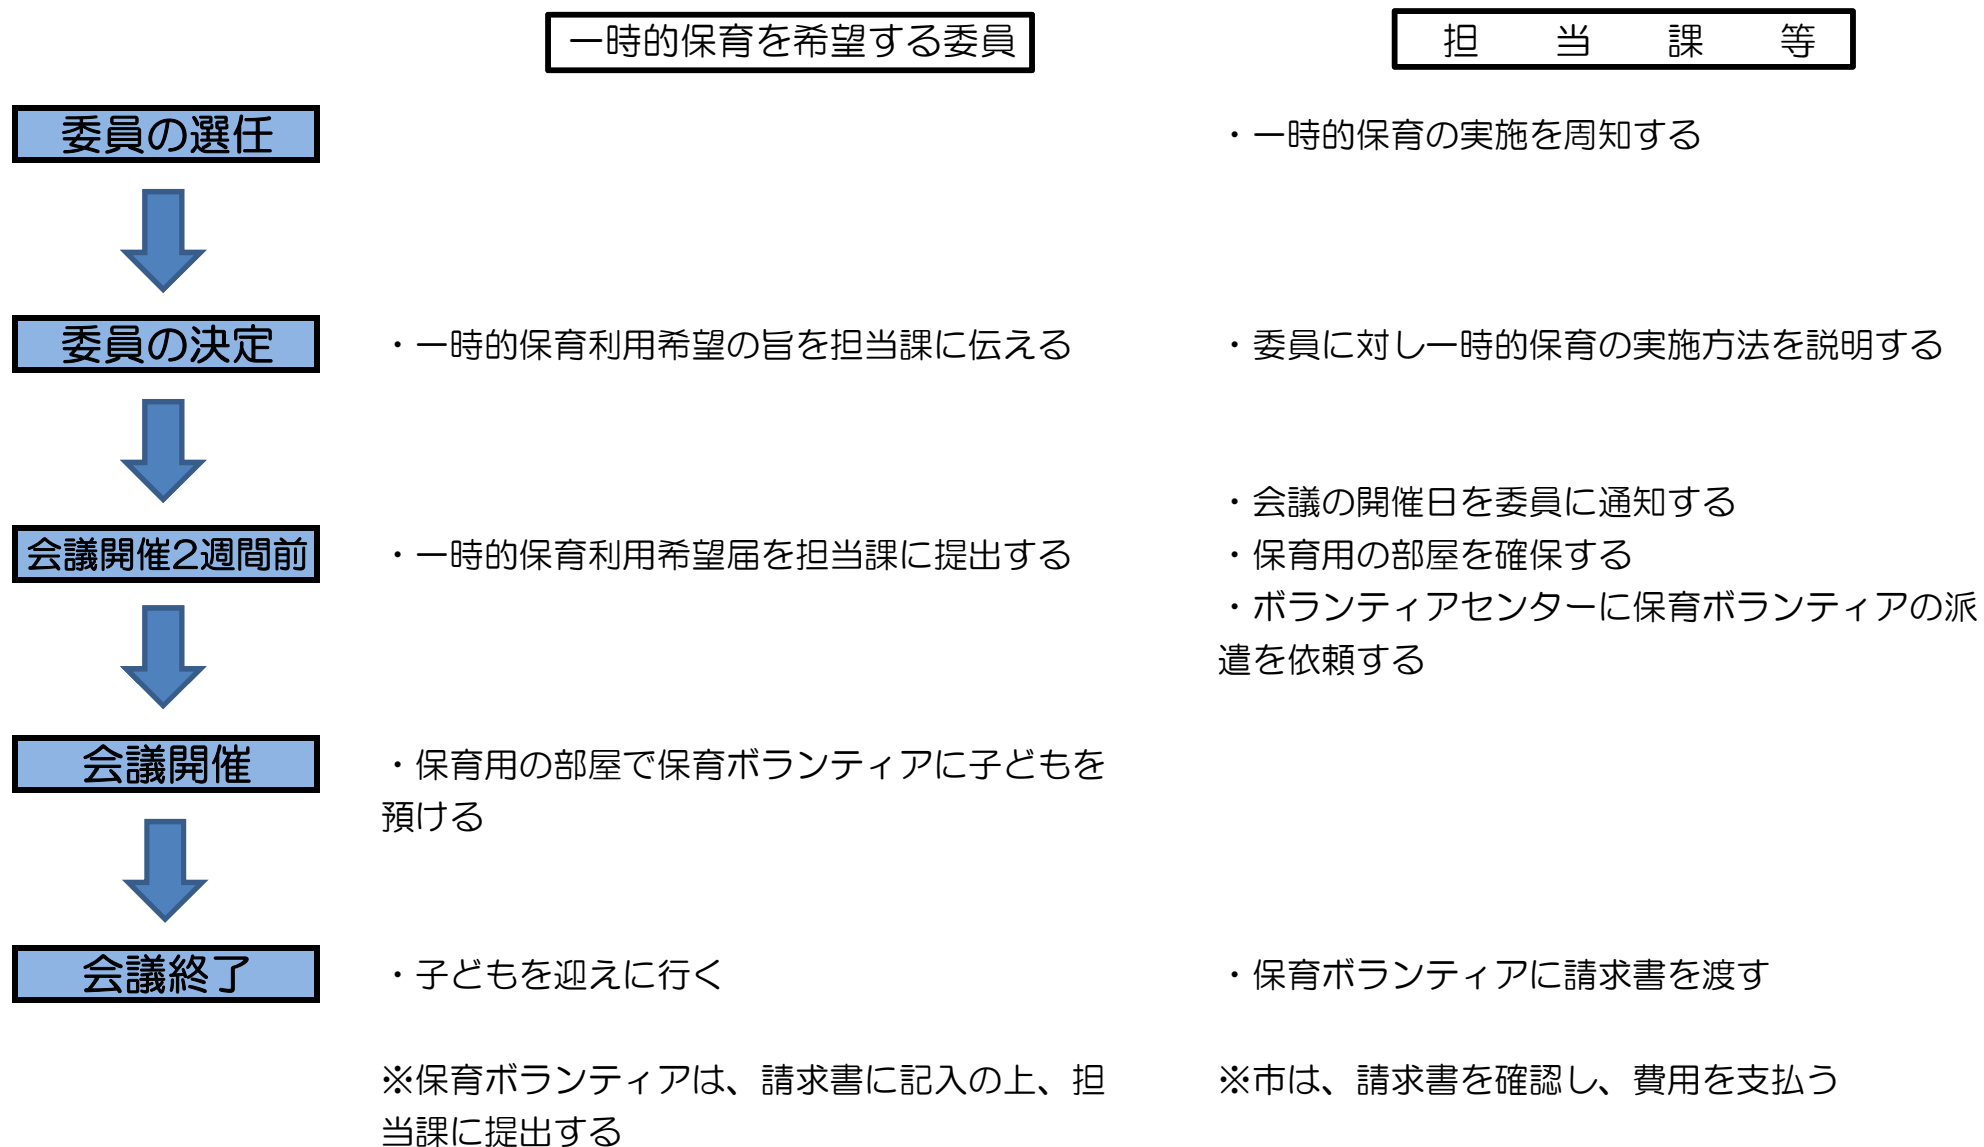 一時的保育を希望する委員
担当課等
委員の選任
・一時的保育の実施を周知する
委員の決定
・一時的保育利用希望の旨を担当課に伝える
・委員に対し一時的保育の実施方法を説明する
会議開催2週間前
・一時的保育利用希望届を担当課に提出する
・会議の開催日を委員に通知する
・保育用の部屋を確保する
・ボランティアセンターに保育ボランティアの派
遣を依頼する
会議開催
・保育用の部屋で保育ボランティアに子どもを
預ける
会議終了
・子どもを迎えに行く
・保育ボランティアに請求書を渡す
※保育ボランティアは、請求書に記入の上、担
当課に提出する
※市は、請求書を確認し、費用を支払う